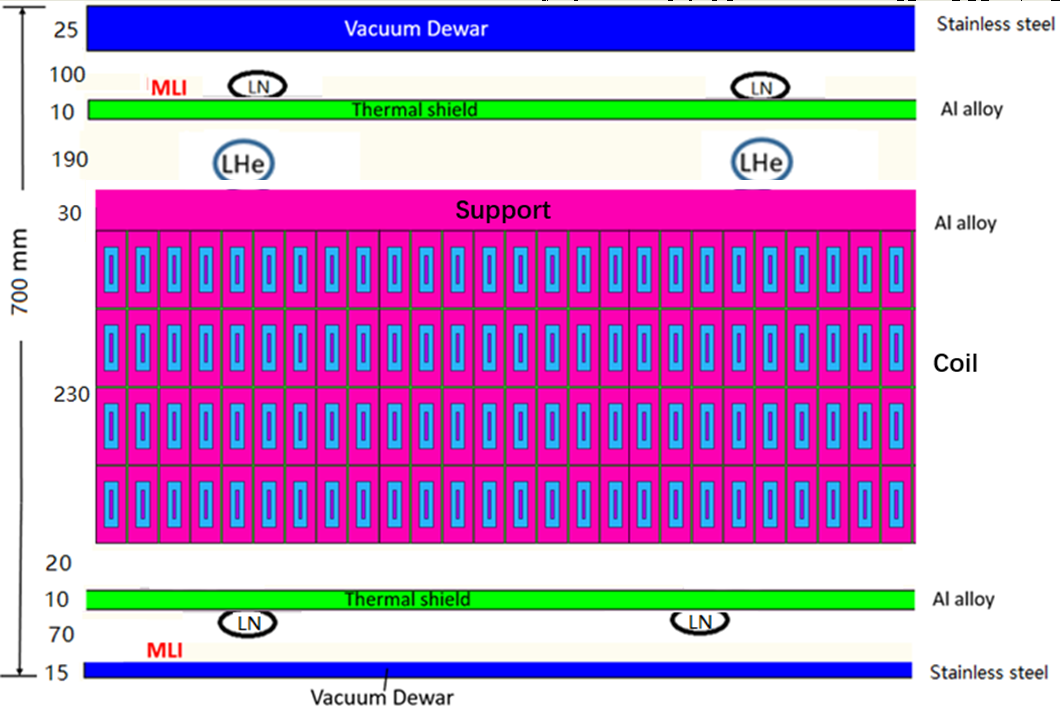 25
Vacuum Dewar
Stainless steel
100
MLI
LN
LN
10
Thermal shield
Al alloy
190
LHe
LHe
30
Support
Al alloy
700 mm
230
Coil
20
10
Thermal shield
Al alloy
LN
LN
70
MLI
15
Stainless steel
Vacuum Dewar